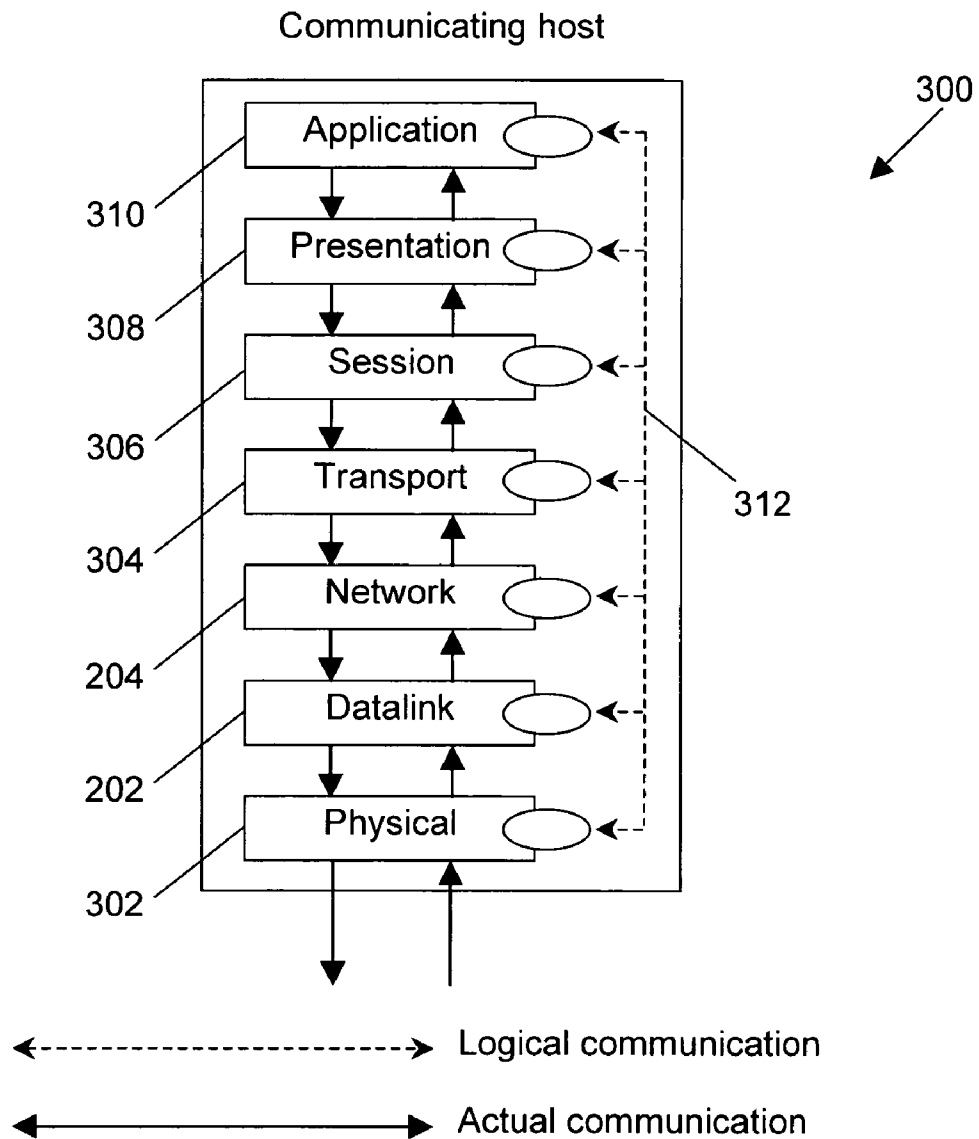 Communicating host
300
Application
310
Presentation
308
Session
306
312
Transport
304
Network
204
Datalink
202
Physical
302
Logical communication
Actual communication